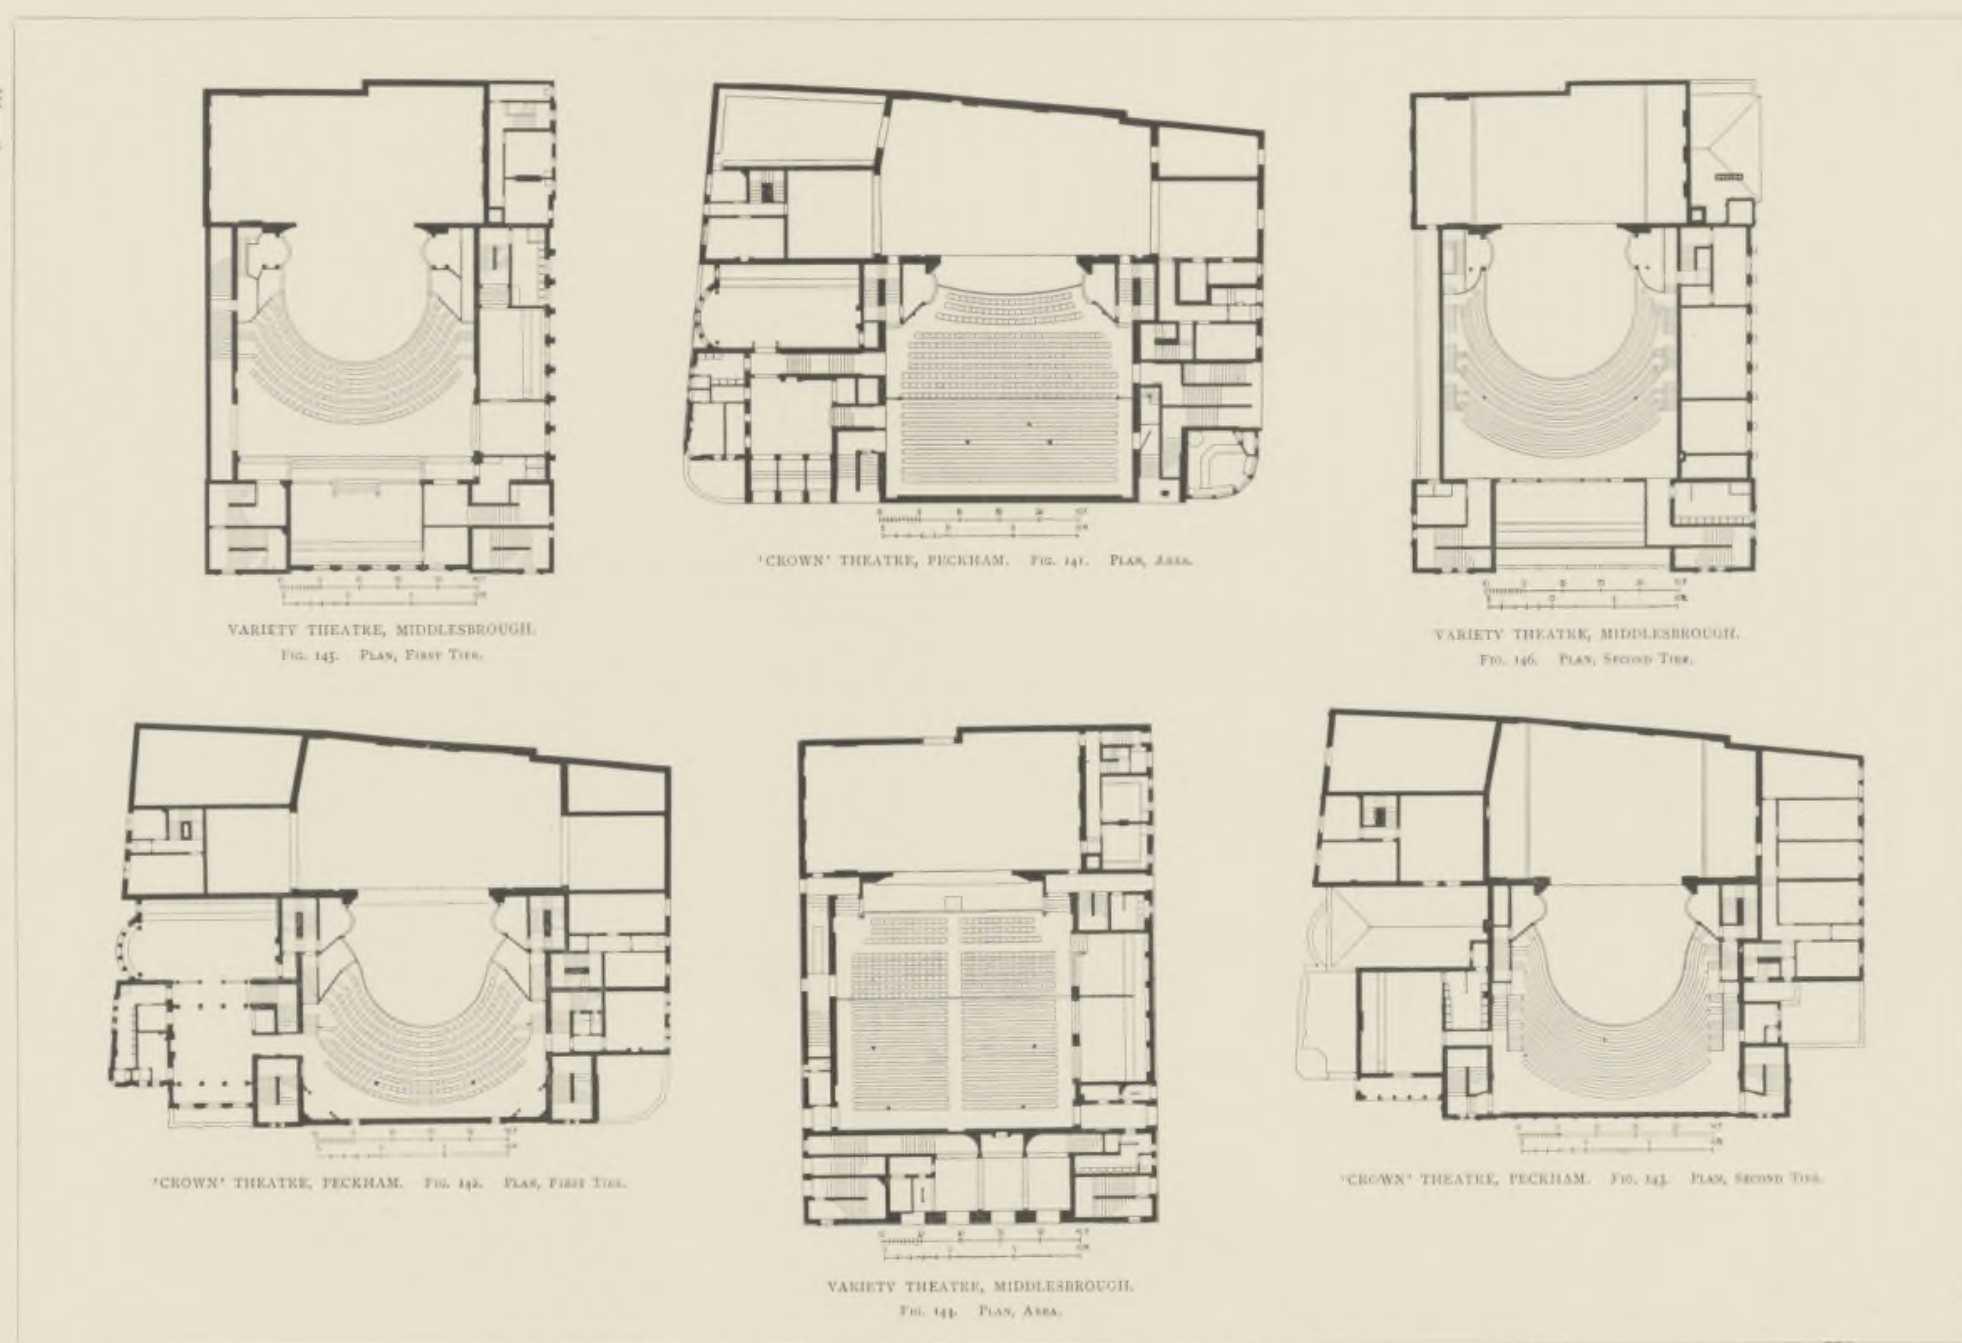 'CROWN' THEATRE, PECKHAM. FIG. 141. PLAN, AREA.
VARIETY THEATRE, MIDDLESBROUGH.
FIG. 145. PLAN, FIRST TIER.
VARIETY THEATRE, MIDDLESBROUGH.
FIG. 146. PLAN, SECOND TIER.
'CROWN' THEATRE, PECKHAM. FIG. 142. PLAN, FIRST TIER.
'CROWN' THEATRE, PECKHAM. FIG. 143. PLAN, SECOND TIER.
VARIETY THEATRE, MIDDLESBROUGH.
FIG. 144. PLAN, AREA.